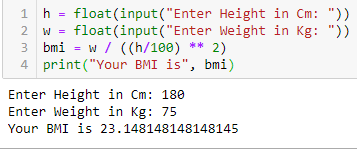 1 h = float(input("Enter Height in Cm: "))
2 w = float(input("Enter Weight in Kg: "))
3 bmi = w / ((h/100) ** 2)
4 print("Your BMI is", bmi)
Enter Height in Cm: 180
Enter Weight in Kg: 75
Your BMI is 23.148148148148145